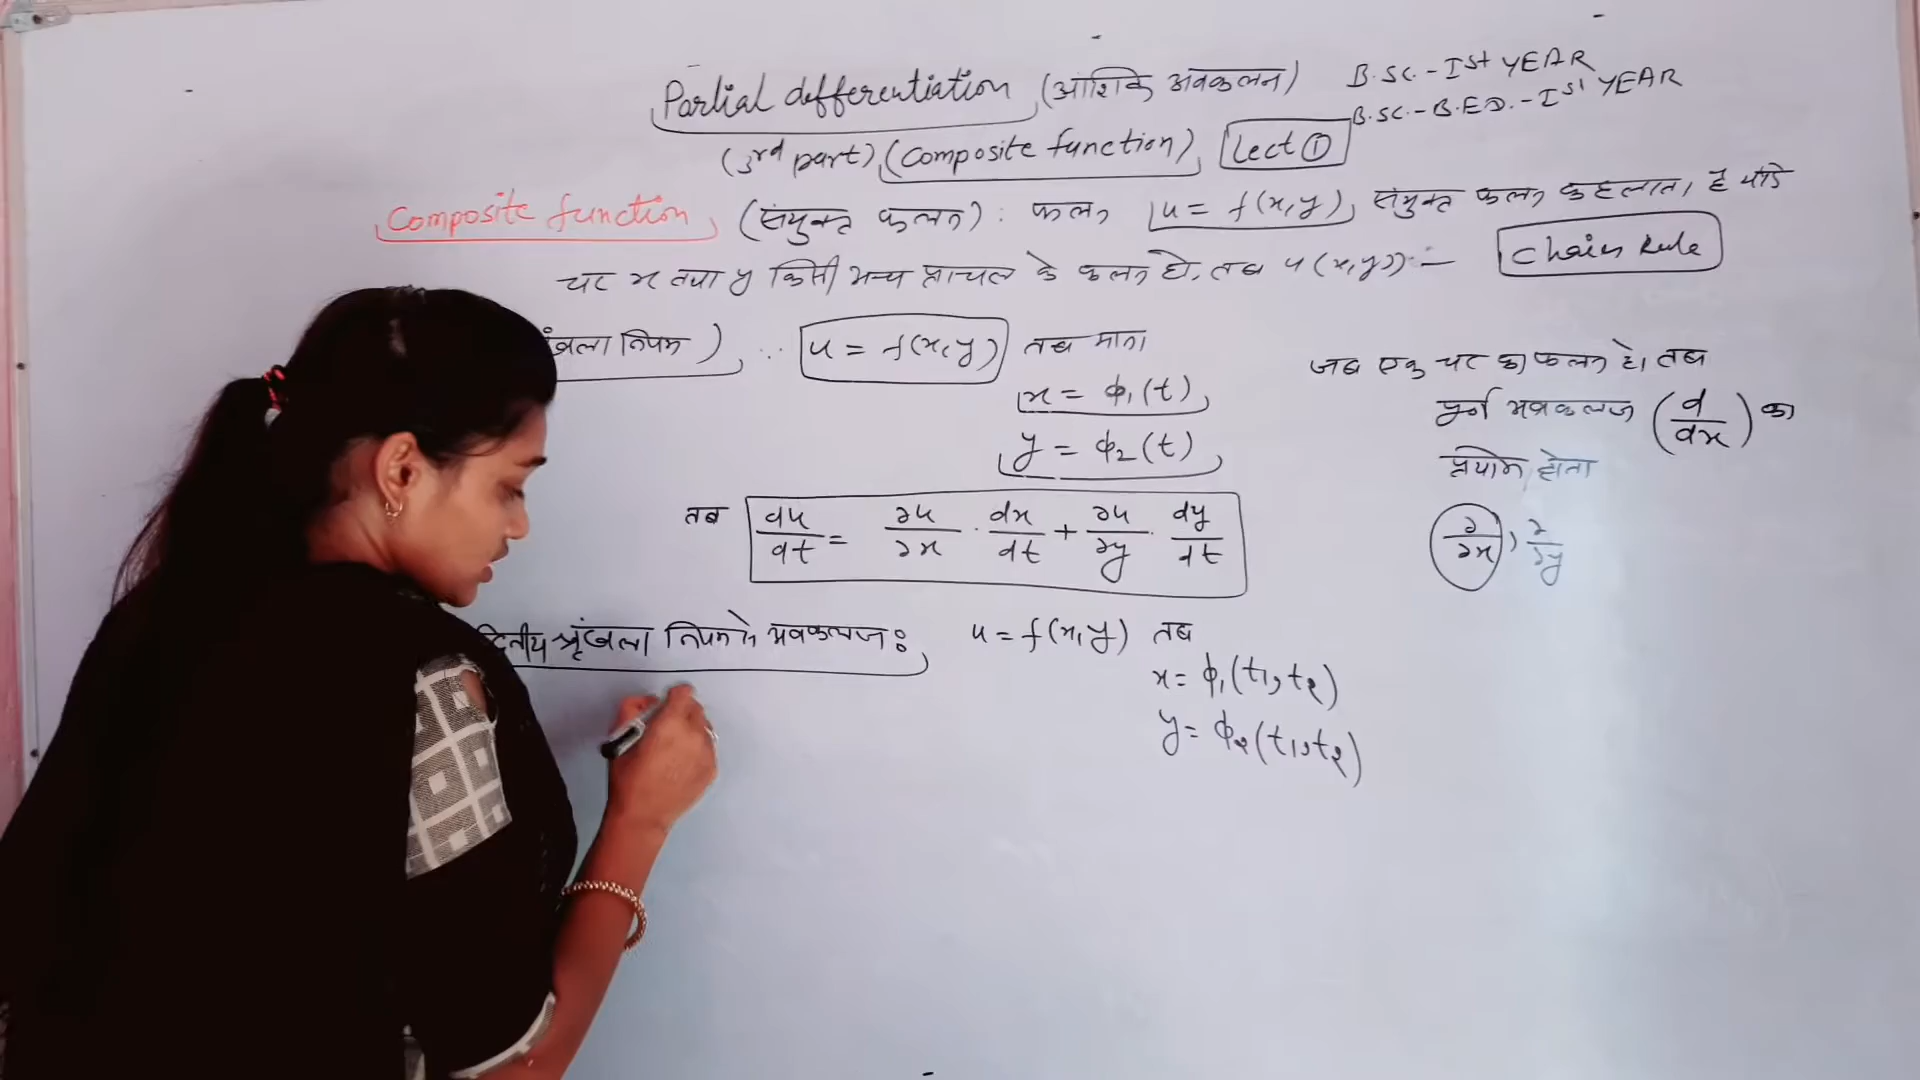 Partial defferentiation (आंशिक अवकलन) B.SC.-Ist YEAR
B.SC.-B.ED.-Ist YEAR
(3rd part) (Composite function) Lect ①
Composite function (संयुक्त फलन) : फलन u = f(x,y) संयुक्त फलन कहलाता है यदि
चर x तथा y किसी अन्य प्राचल के फलन हो, तब u(x,y) :- Chain Rule
नियम) u = f(x,y) तब माना
x = ϕ₁(t)
y = ϕ₂(t)
जब एक चर का फलन हो तब
पूर्ण अवकलज (d/dx) का
प्रयोग होता
∂/∂x, ∂/∂y
तब du/dt = ∂u/∂x · dx/dt + ∂u/∂y · dy/dt
द्वितीय श्रृंखला नियम के अवकलज : u = f(x,y) तब
x = ϕ₁(t₁,t₂)
y = ϕ₂(t₁,t₂)